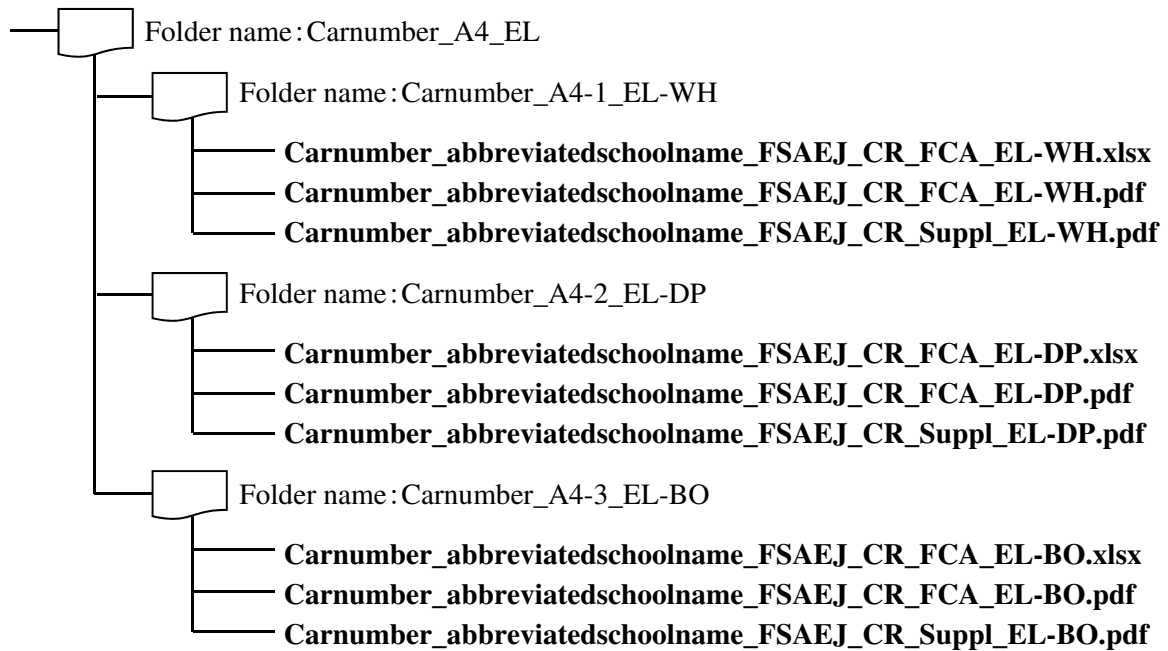 Folder name:Carnumber_A4_EL
Folder name:Carnumber_A4-1_EL-WH
Carnumber_abbreviatedschoolname_FSAEJ_CR_FCA_EL-WH.xlsx
Carnumber_abbreviatedschoolname_FSAEJ_CR_FCA_EL-WH.pdf
Carnumber_abbreviatedschoolname_FSAEJ_CR_Suppl_EL-WH.pdf
Folder name:Carnumber_A4-2_EL-DP
Carnumber_abbreviatedschoolname_FSAEJ_CR_FCA_EL-DP.xlsx
Carnumber_abbreviatedschoolname_FSAEJ_CR_FCA_EL-DP.pdf
Carnumber_abbreviatedschoolname_FSAEJ_CR_Suppl_EL-DP.pdf
Folder name:Carnumber_A4-3_EL-BO
Carnumber_abbreviatedschoolname_FSAEJ_CR_FCA_EL-BO.xlsx
Carnumber_abbreviatedschoolname_FSAEJ_CR_FCA_EL-BO.pdf
Carnumber_abbreviatedschoolname_FSAEJ_CR_Suppl_EL-BO.pdf